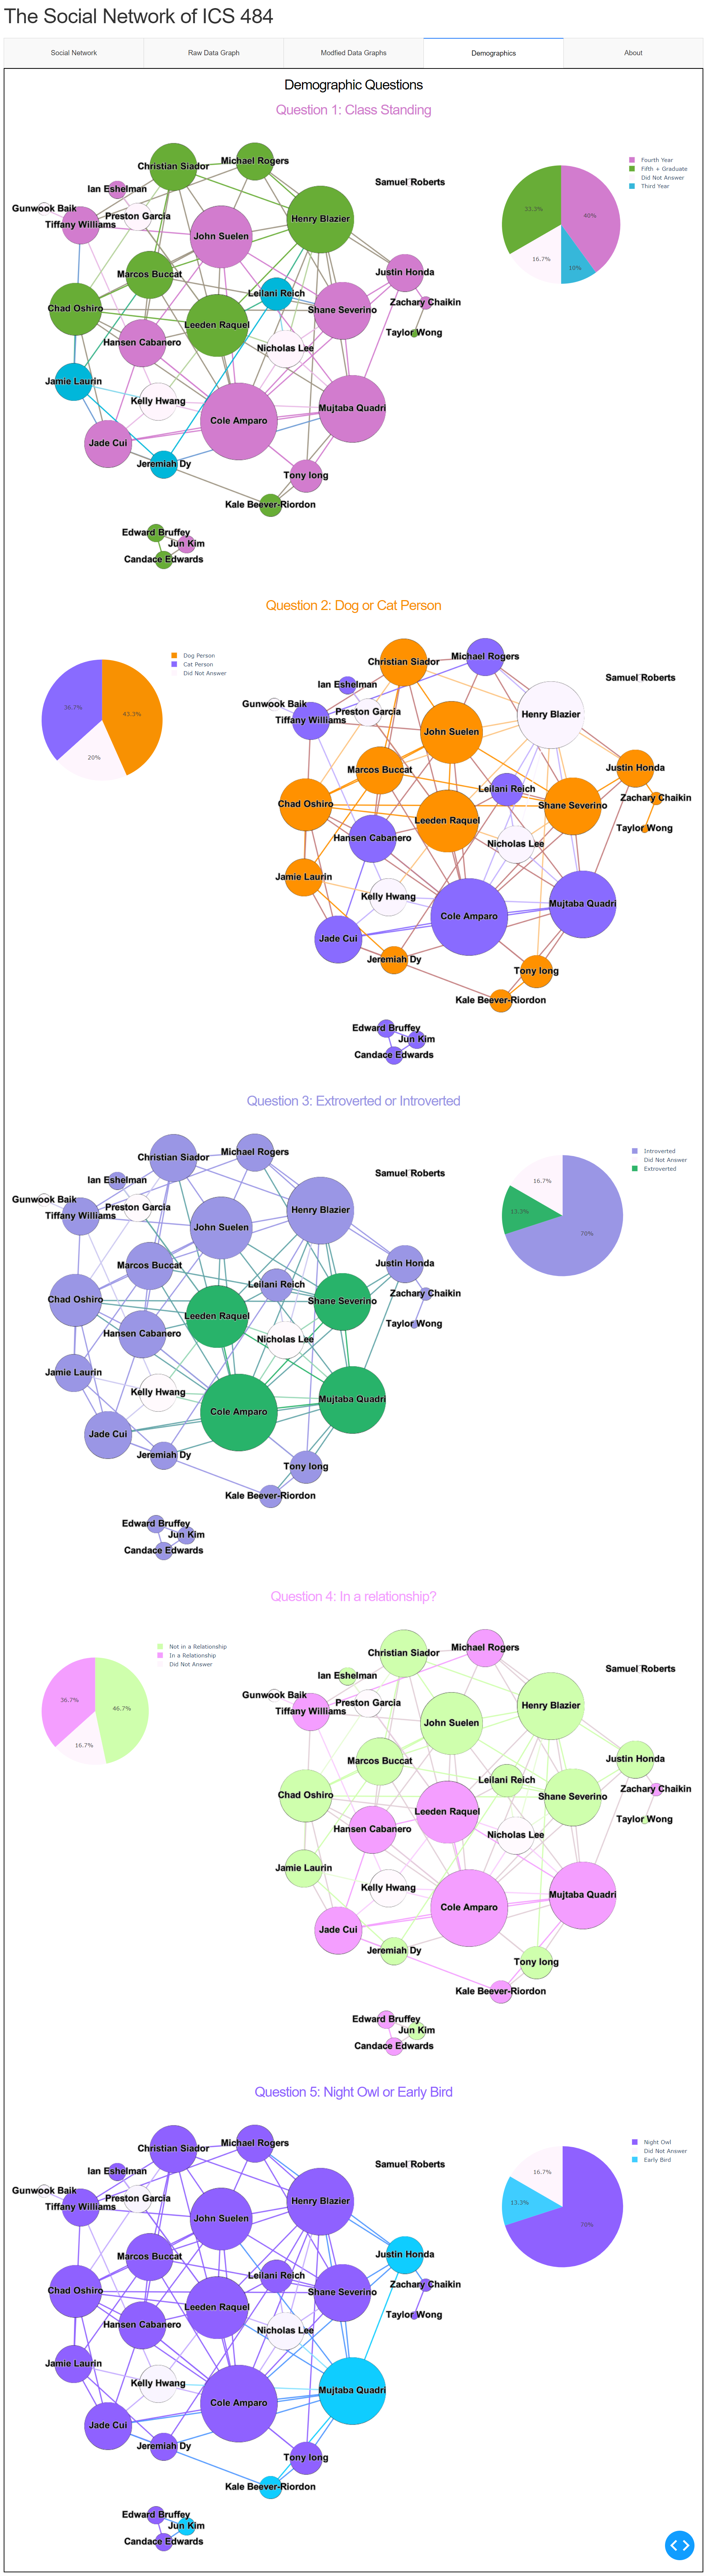 The Social Network of ICS 484
Social Network
Raw Data Graph
Modfied Data Graphs
Demographics
About
Demographic Questions
Question 1: Class Standing
Christian Siador
Michael Rogers
Ian Eshelman
Samuel Roberts
Gunwook Baik
Preston Garcia
Tiffany Williams
Henry Blazier
John Suelen
Marcos Buccat
Justin Honda
Leilani Reich
Zachary Chaikin
Chad Oshiro
Shane Severino
Leeden Raquel
Taylor Wong
Hansen Cabanero
Nicholas Lee
Jamie Laurin
Kelly Hwang
Mujtaba Quadri
Cole Amparo
Jade Cui
Jeremiah Dy
Tony Iong
Kale Beever-Riordon
Edward Bruffey
Jun Kim
Candace Edwards
Fourth Year
Fifth + Graduate
Did Not Answer
Third Year
33.3%
40%
16.7%
10%
Question 2: Dog or Cat Person
Dog Person
Cat Person
Did Not Answer
36.7%
43.3%
20%
Christian Siador
Michael Rogers
Ian Eshelman
Samuel Roberts
Gunwook Baik
Preston Garcia
Tiffany Williams
Henry Blazier
John Suelen
Marcos Buccat
Justin Honda
Leilani Reich
Zachary Chaikin
Chad Oshiro
Shane Severino
Leeden Raquel
Taylor Wong
Hansen Cabanero
Nicholas Lee
Jamie Laurin
Kelly Hwang
Mujtaba Quadri
Cole Amparo
Jade Cui
Jeremiah Dy
Tony Iong
Kale Beever-Riordon
Edward Bruffey
Jun Kim
Candace Edwards
Question 3: Extroverted or Introverted
Christian Siador
Michael Rogers
Ian Eshelman
Samuel Roberts
Gunwook Baik
Preston Garcia
Tiffany Williams
Henry Blazier
John Suelen
Marcos Buccat
Justin Honda
Leilani Reich
Zachary Chaikin
Chad Oshiro
Shane Severino
Leeden Raquel
Taylor Wong
Hansen Cabanero
Nicholas Lee
Jamie Laurin
Kelly Hwang
Mujtaba Quadri
Cole Amparo
Jade Cui
Jeremiah Dy
Tony Iong
Kale Beever-Riordon
Edward Bruffey
Jun Kim
Candace Edwards
Introverted
Did Not Answer
Extroverted
16.7%
13.3%
70%
Question 4: In a relationship?
Not in a Relationship
In a Relationship
Did Not Answer
36.7%
46.7%
16.7%
Christian Siador
Michael Rogers
Ian Eshelman
Samuel Roberts
Gunwook Baik
Preston Garcia
Tiffany Williams
Henry Blazier
John Suelen
Marcos Buccat
Justin Honda
Leilani Reich
Zachary Chaikin
Chad Oshiro
Shane Severino
Leeden Raquel
Taylor Wong
Hansen Cabanero
Nicholas Lee
Jamie Laurin
Kelly Hwang
Mujtaba Quadri
Cole Amparo
Jade Cui
Jeremiah Dy
Tony Iong
Kale Beever-Riordon
Edward Bruffey
Jun Kim
Candace Edwards
Question 5: Night Owl or Early Bird
Christian Siador
Michael Rogers
Ian Eshelman
Samuel Roberts
Gunwook Baik
Preston Garcia
Tiffany Williams
Henry Blazier
John Suelen
Marcos Buccat
Justin Honda
Leilani Reich
Zachary Chaikin
Chad Oshiro
Shane Severino
Leeden Raquel
Taylor Wong
Hansen Cabanero
Nicholas Lee
Jamie Laurin
Kelly Hwang
Mujtaba Quadri
Cole Amparo
Jade Cui
Jeremiah Dy
Tony Iong
Kale Beever-Riordon
Edward Bruffey
Jun Kim
Candace Edwards
Night Owl
Did Not Answer
Early Bird
16.7%
13.3%
70%